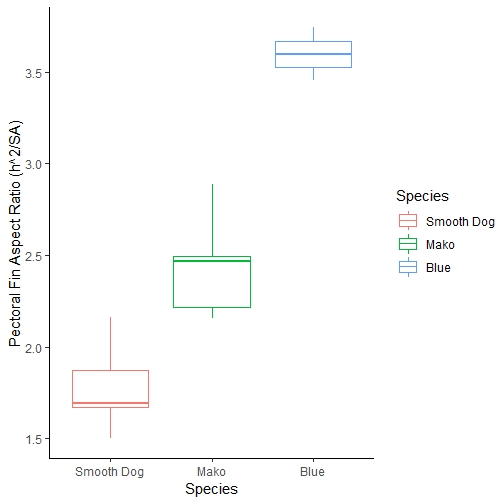 Pectoral Fin Aspect Ratio (h^2/SA)
3.5
3.0
2.5
2.0
1.5
Smooth Dog Mako Blue
Species
Species
Smooth Dog
Mako
Blue